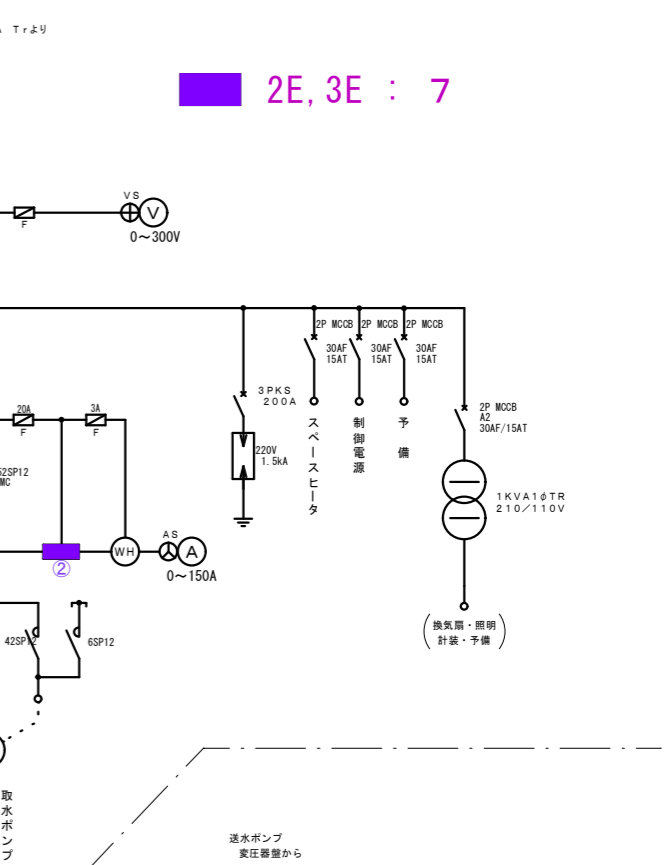 Trより
2E,3E : 7
VS
V
F
0～300V
2P MCCB
2P MCCB
2P MCCB
30AF
15AT
30AF
15AT
30AF
15AT
3PKS
200A
スペースヒータ
制御電源
予備
2P MCCB
A2
30AF/15AT
20A
F
3A
F
220V
1.5kA
52SP12
MC
1KVA1φTR
210/110V
AS
WH
A
②
0～150A
42SP12
6SP12
換気扇・照明
計装・予備
取水ポンプ
送水ポンプ
変圧器盤から